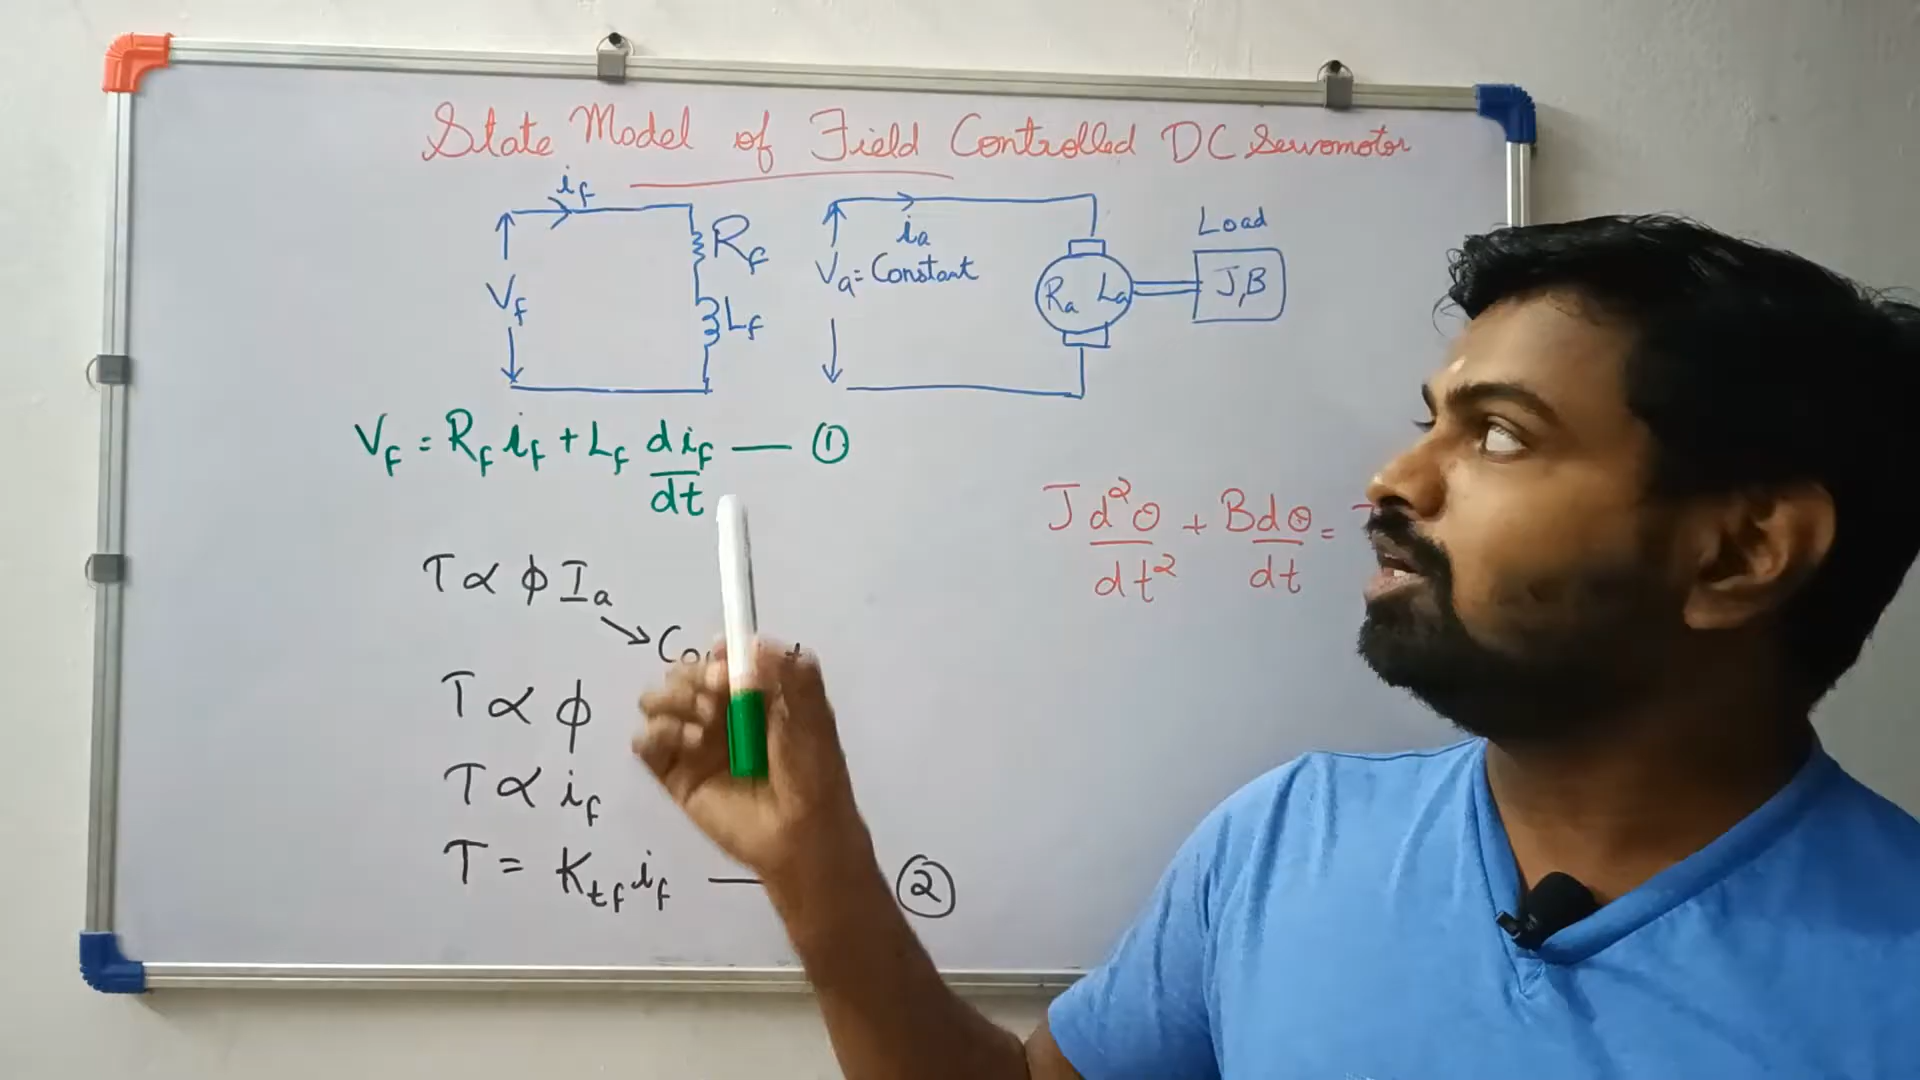 State Model of Field Controlled DC Servomotor
if
Rf
Vf
Lf
ia
Va = Constant
Ra La
Load
J,B
Vf = Rf if + Lf dif/dt — ①
T ∝ ϕ Ia
T ∝ ϕ
T ∝ if
T = Ktf if — ②
J d²θ/dt² + B dθ/dt =